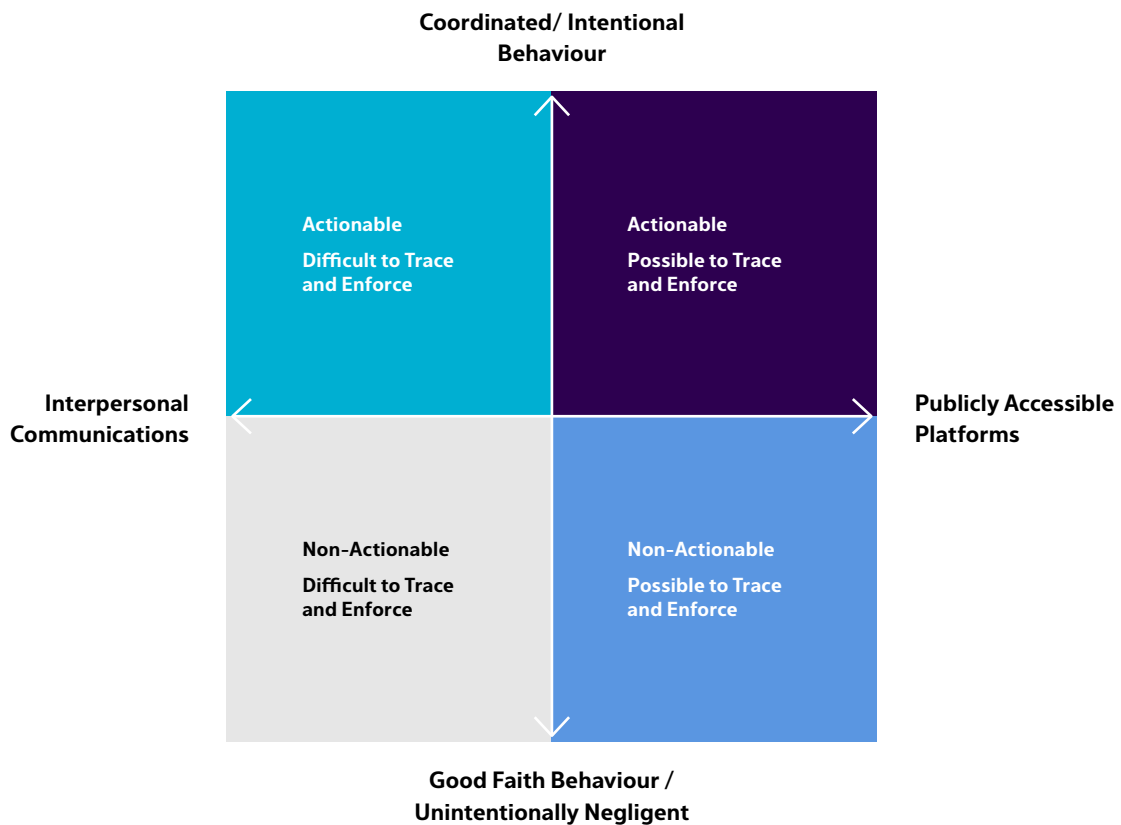 Coordinated/ Intentional
Behaviour
Actionable
Difficult to Trace
and Enforce
Actionable
Possible to Trace
and Enforce
Interpersonal
Communications
Publicly Accessible
Platforms
Non-Actionable
Difficult to Trace
and Enforce
Non-Actionable
Possible to Trace
and Enforce
Good Faith Behaviour /
Unintentionally Negligent